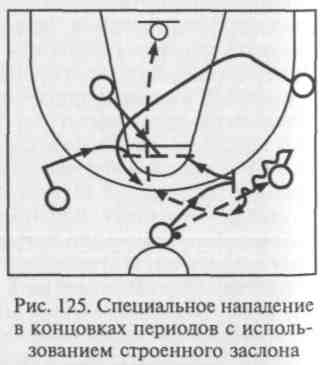 Рис. 125. Специальное нападение
в концовках периодов с исполь-
зованием строенного заслона